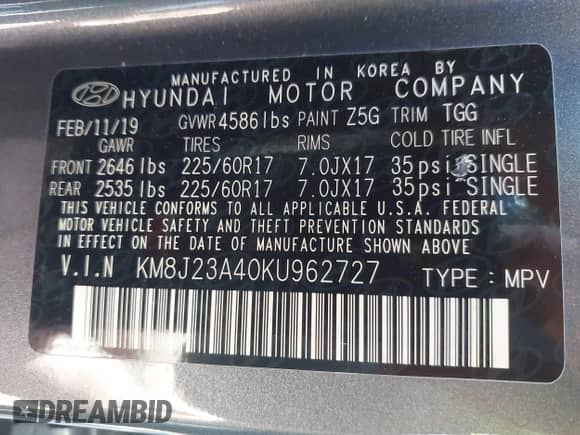 MANUFACTURED IN KOREA BY
HYUNDAI MOTOR COMPANY
FEB/11/19 GVWR 4586 lbs PAINT Z5G TRIM TGG
GAWR TIRES RIMS COLD TIRE INFL
FRONT 2646 lbs 225/60R17 7.0JX17 35 psi SINGLE
REAR 2535 lbs 225/60R17 7.0JX17 35 psi SINGLE
THIS VEHICLE CONFORMS TO ALL APPLICABLE U.S.A. FEDERAL
MOTOR VEHICLE SAFETY AND THEFT PREVENTION STANDARDS
IN EFFECT ON THE DATE OF MANUFACTURE SHOWN ABOVE.
V.I.N KM8J23A40KU962727 TYPE: MPV
DREAMBID